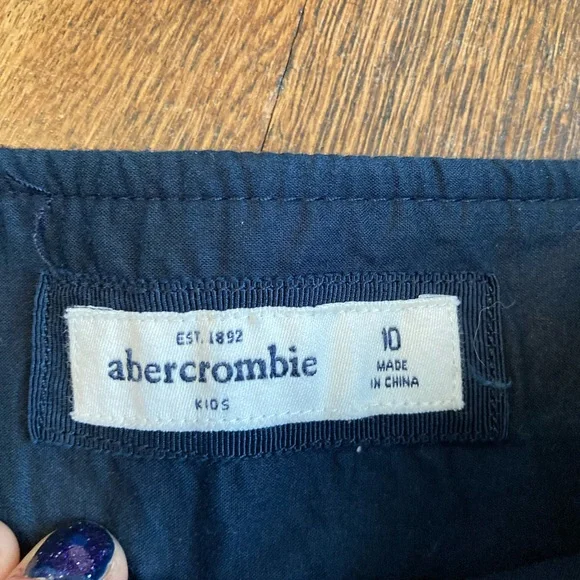 EST. 1892
abercrombie
KIDS
10
MADE
IN CHINA